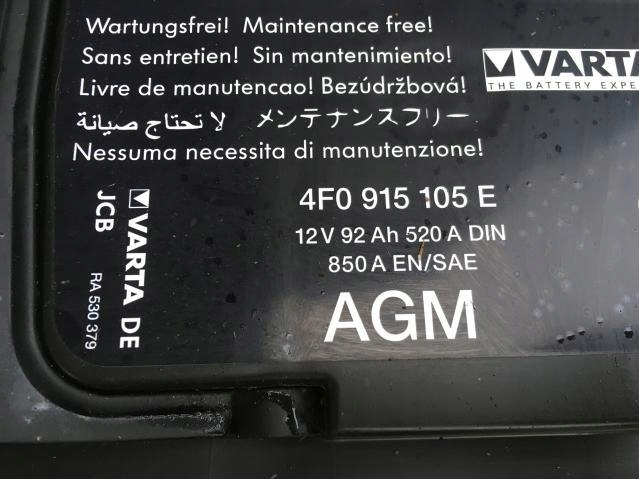 Wartungsfrei! Maintenance free!
Sans entretien! Sin mantenimiento!
Livre de manutencao! Bezúdržbová!
لا تحتاج صيانة メンテナンスフリー
Nessuma necessita di manutenzione!
VARTA
THE BATTERY EXPE
4F0 915 105 E
12V 92 Ah 520 A DIN
850 A EN/SAE
AGM
VARTA DE
JCB
RA 530 379